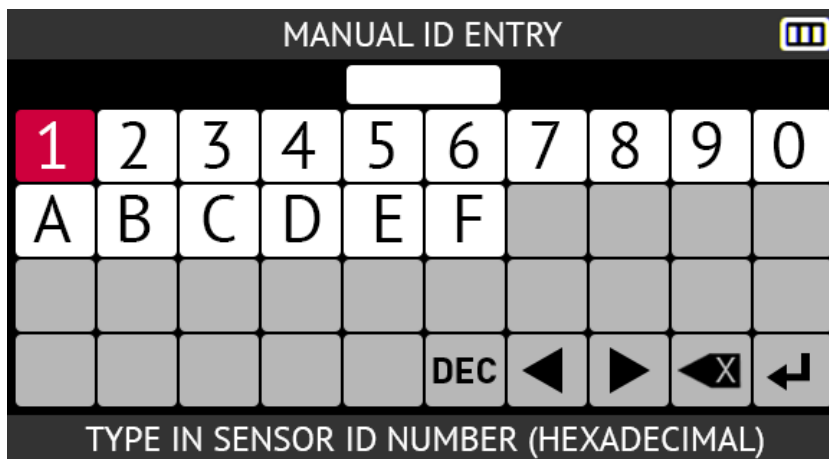 MANUAL ID ENTRY
1 2 3 4 5 6 7 8 9 0
A B C D E F
DEC X
TYPE IN SENSOR ID NUMBER (HEXADECIMAL)